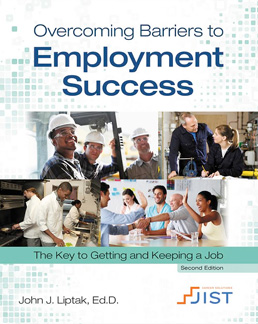 Overcoming Barriers to
Employment
Success
The Key to Getting and Keeping a Job
Second Edition
John J. Liptak, Ed.D.
JIST